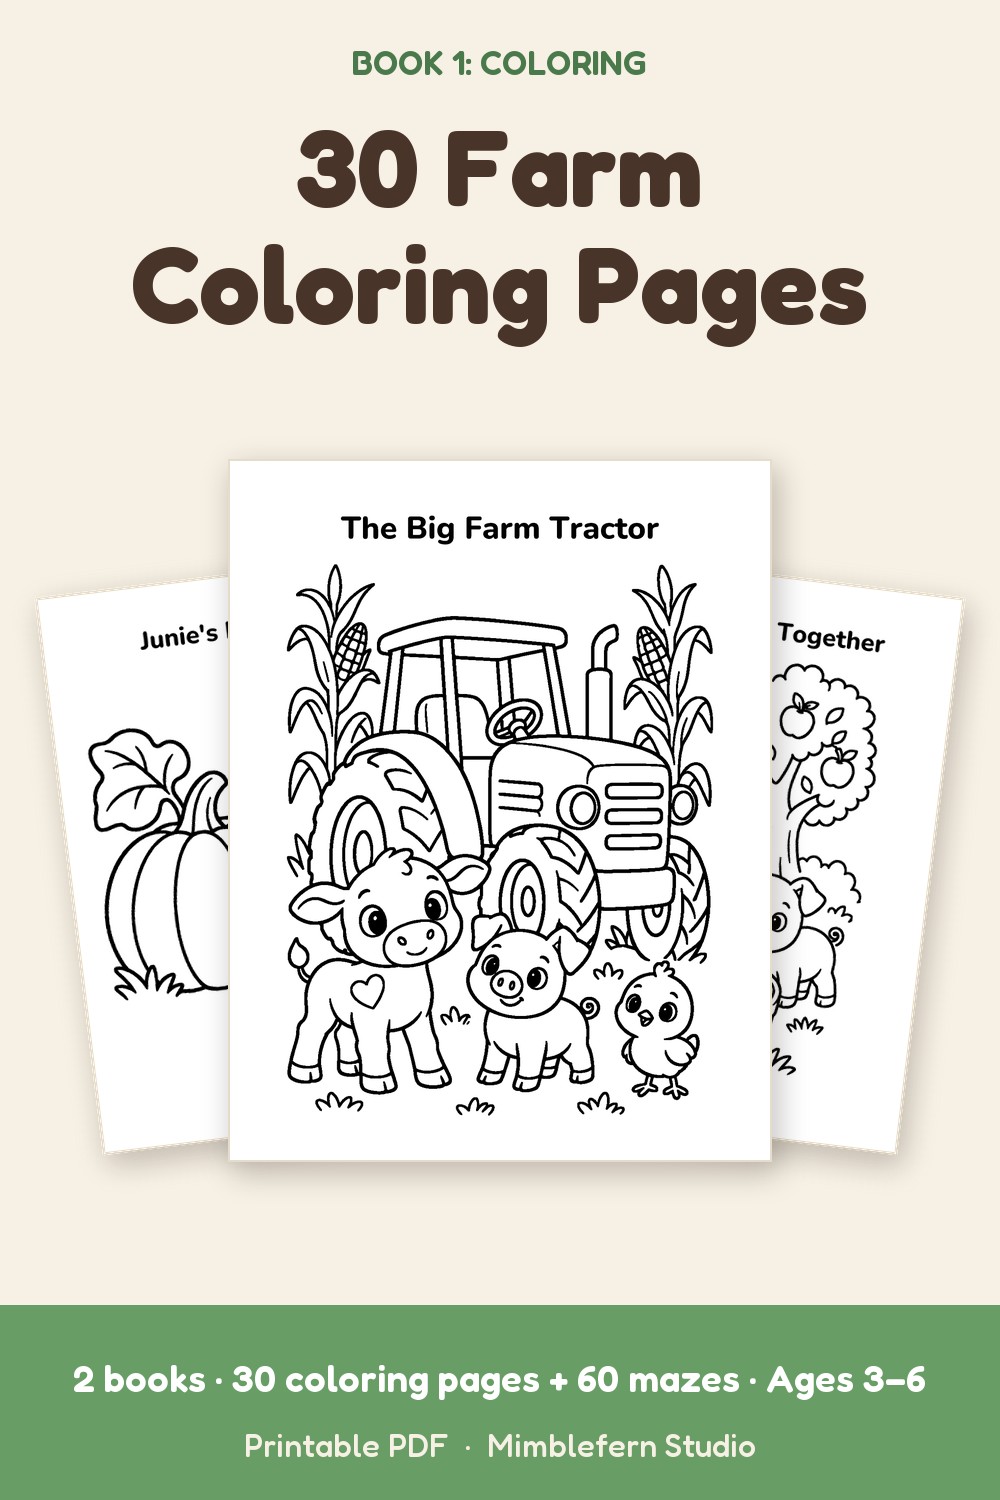 BOOK 1: COLORING
30 Farm
Coloring Pages
The Big Farm Tractor
Junie's
Together
2 books · 30 coloring pages + 60 mazes · Ages 3–6
Printable PDF · Mimblefern Studio